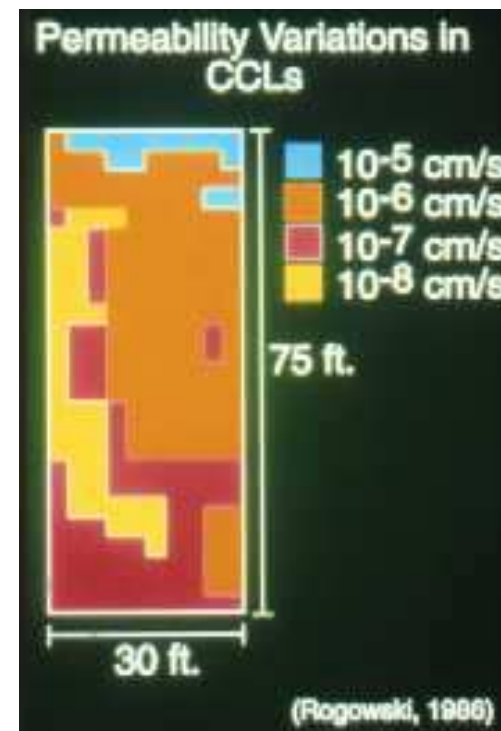 Permeability Variations in
CCLs
10-5 cm/s
10-6 cm/s
10-7 cm/s
10-8 cm/s
75 ft.
30 ft.
(Rogowski, 1986)